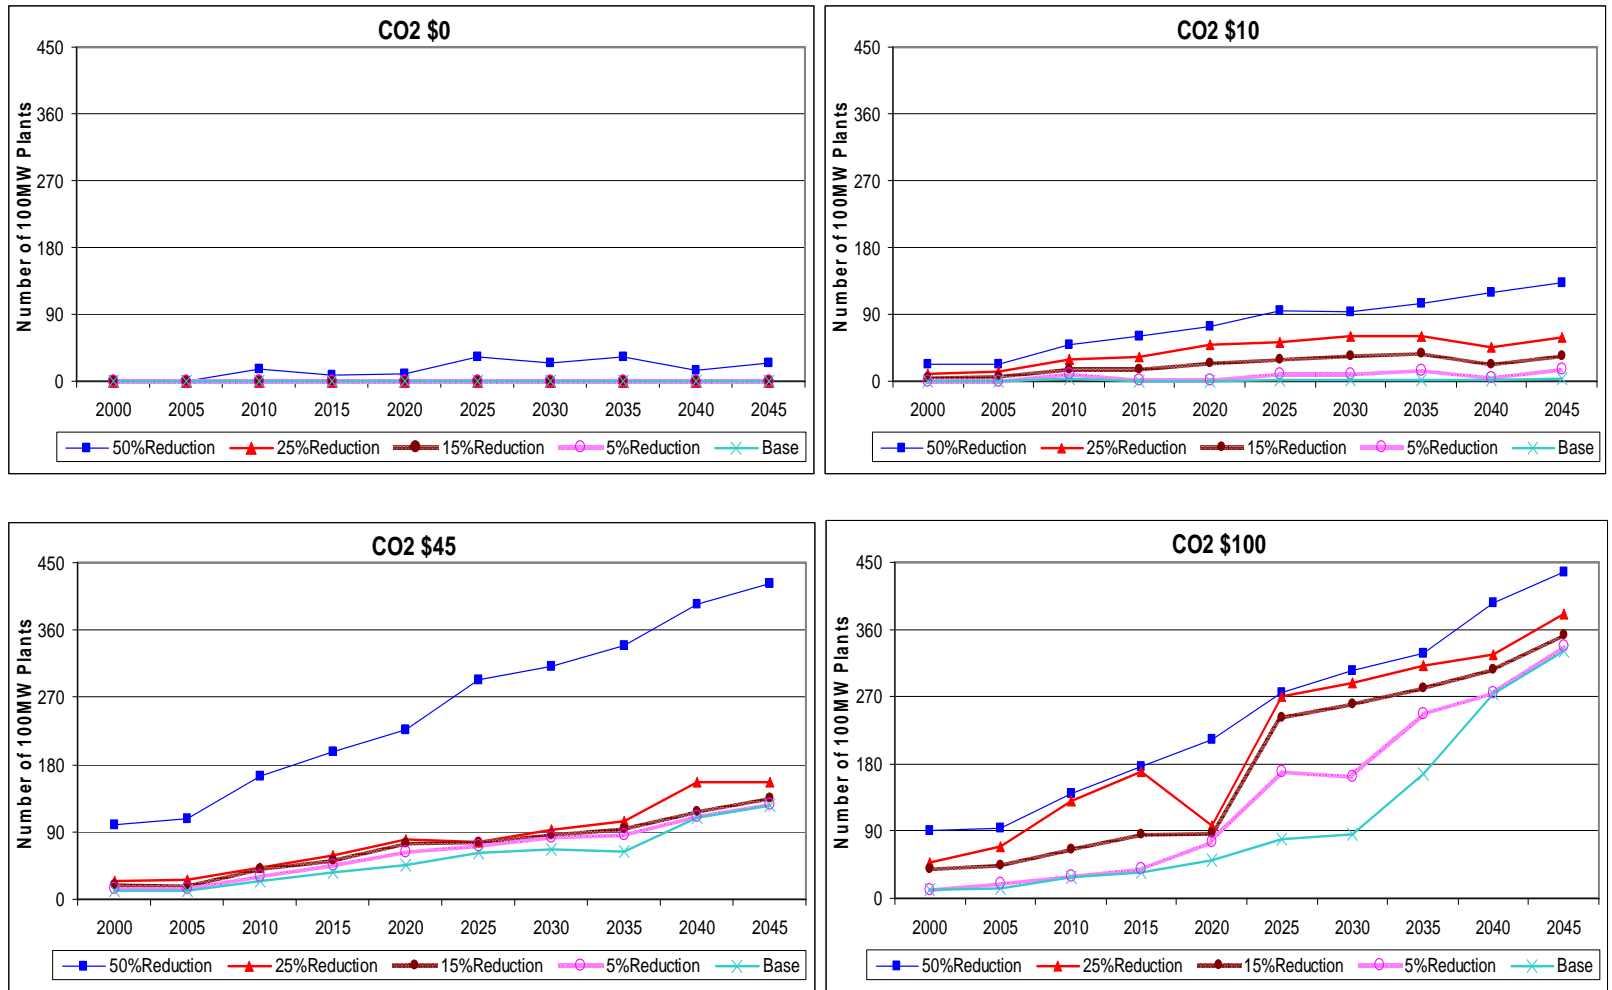 CO2 $0
Number of 100MW Plants
450
360
270
180
90
0
2000 2005 2010 2015 2020 2025 2030 2035 2040 2045
50%Reduction 25%Reduction 15%Reduction 5%Reduction Base
CO2 $10
Number of 100MW Plants
450
360
270
180
90
0
2000 2005 2010 2015 2020 2025 2030 2035 2040 2045
50%Reduction 25%Reduction 15%Reduction 5%Reduction Base
CO2 $45
Number of 100MW Plants
450
360
270
180
90
0
2000 2005 2010 2015 2020 2025 2030 2035 2040 2045
50%Reduction 25%Reduction 15%Reduction 5%Reduction Base
CO2 $100
Number of 100MW Plants
450
360
270
180
90
0
2000 2005 2010 2015 2020 2025 2030 2035 2040 2045
50%Reduction 25%Reduction 15%Reduction 5%Reduction Base